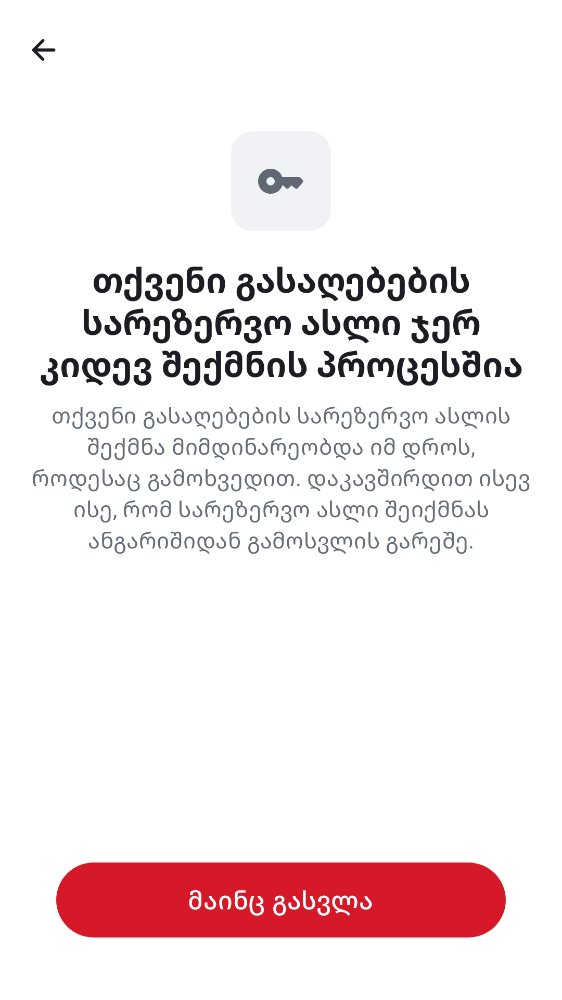 თქვენი გასაღებების
სარეზერვო ასლი ჯერ
კიდევ შექმნის პროცესშია
თქვენი გასაღებების სარეზერვო ასლის
შექმნა მიმდინარეობდა იმ დროს,
როდესაც გამოხვედით. დაკავშირდით ისევ
ისე, რომ სარეზერვო ასლი შეიქმნას
ანგარიშიდან გამოსვლის გარეშე.
მაინც გასვლა